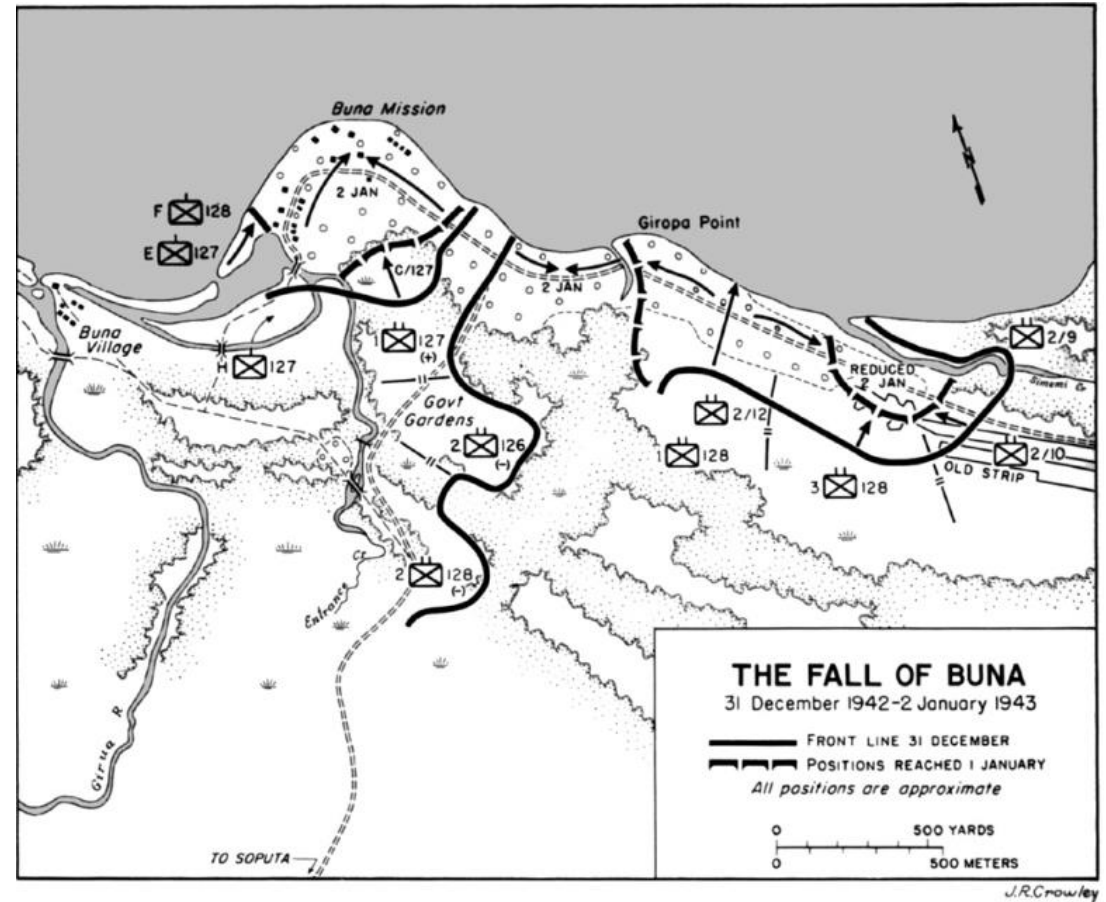 Buna Mission
2 JAN
F 128
E 127
C/127
Giropa Point
2 JAN
Buna
Village
H 127
1 127
(+)
Govt
Gardens
2 126
(-)
2/9
Simemi Cr
REDUCED
2 JAN
2/12
1 128
2/10
OLD STRIP
3 128
2 128
(-)
Entrance Cr
Girua R
TO SOPUTA
THE FALL OF BUNA
31 December 1942-2 January 1943
FRONT LINE 31 DECEMBER
POSITIONS REACHED 1 JANUARY
All positions are approximate
0 500 YARDS
0 500 METERS
N
J.R.Crowley